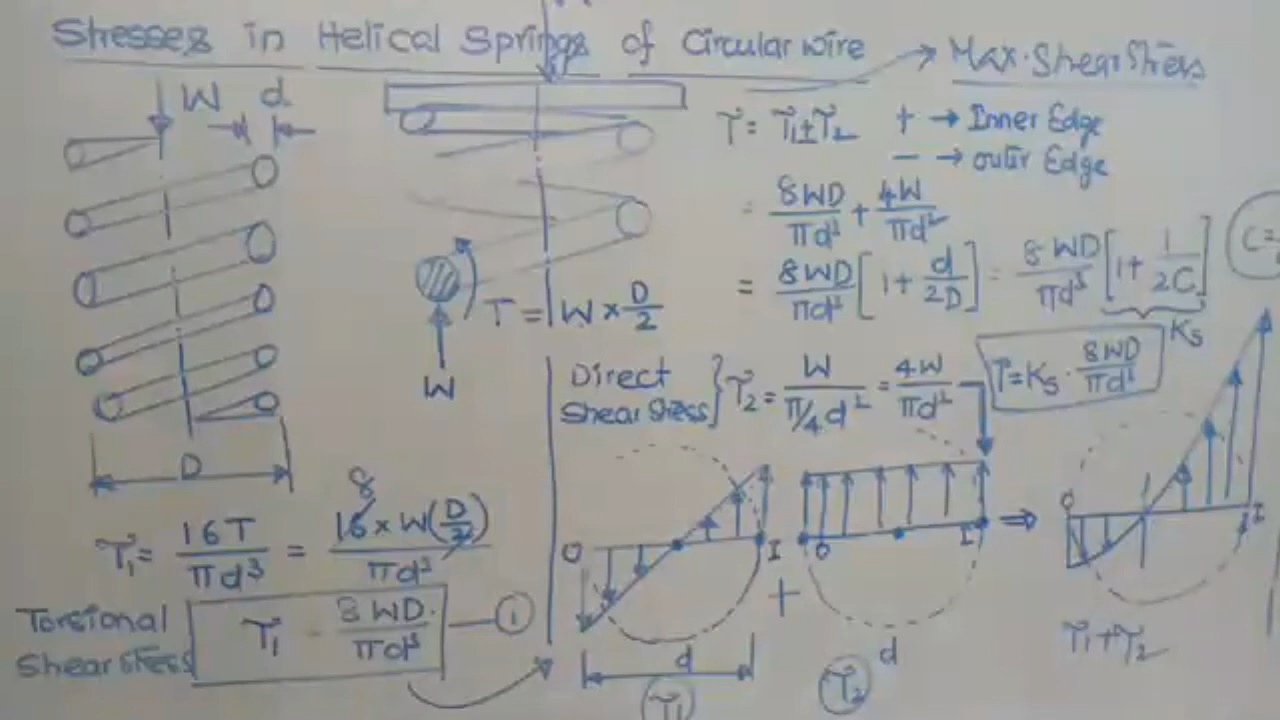 Stresses in Helical Springs of Circular wire → Max. Shear Stress
W d
D
W
T = W × D/2
τ₁ = 16T/πd³ = 16 × W(D/2)/πd³
8
Torsional Shear Stress
τ₁ = 8WD/πd³ — ①
τ = τ₁ ± τ₂
+ → Inner Edge
− → outer Edge
= 8WD/πd³ + 4W/πd²
= 8WD/πd³ [1 + d/2D] = 8WD/πd³ [1 + 1/2C]
Ks
C =
Direct Shear Stress } τ₂ = W/π/4 d² = 4W/πd²
τ = Ks · 8WD/πd³
O I
+
O I
⇒
O I
d
d
τ₁
τ₂
τ₁ + τ₂